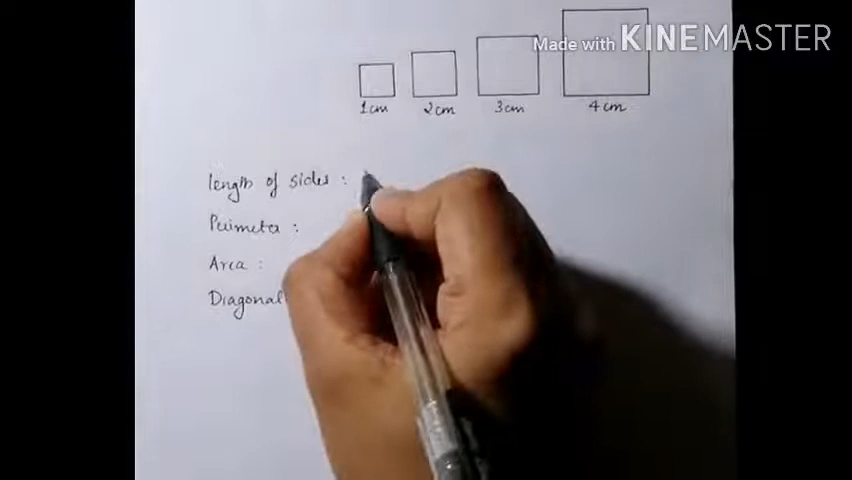 Made with KINEMASTER
1cm 2cm 3cm 4cm
length of sides :
Perimeter :
Area :
Diagonal